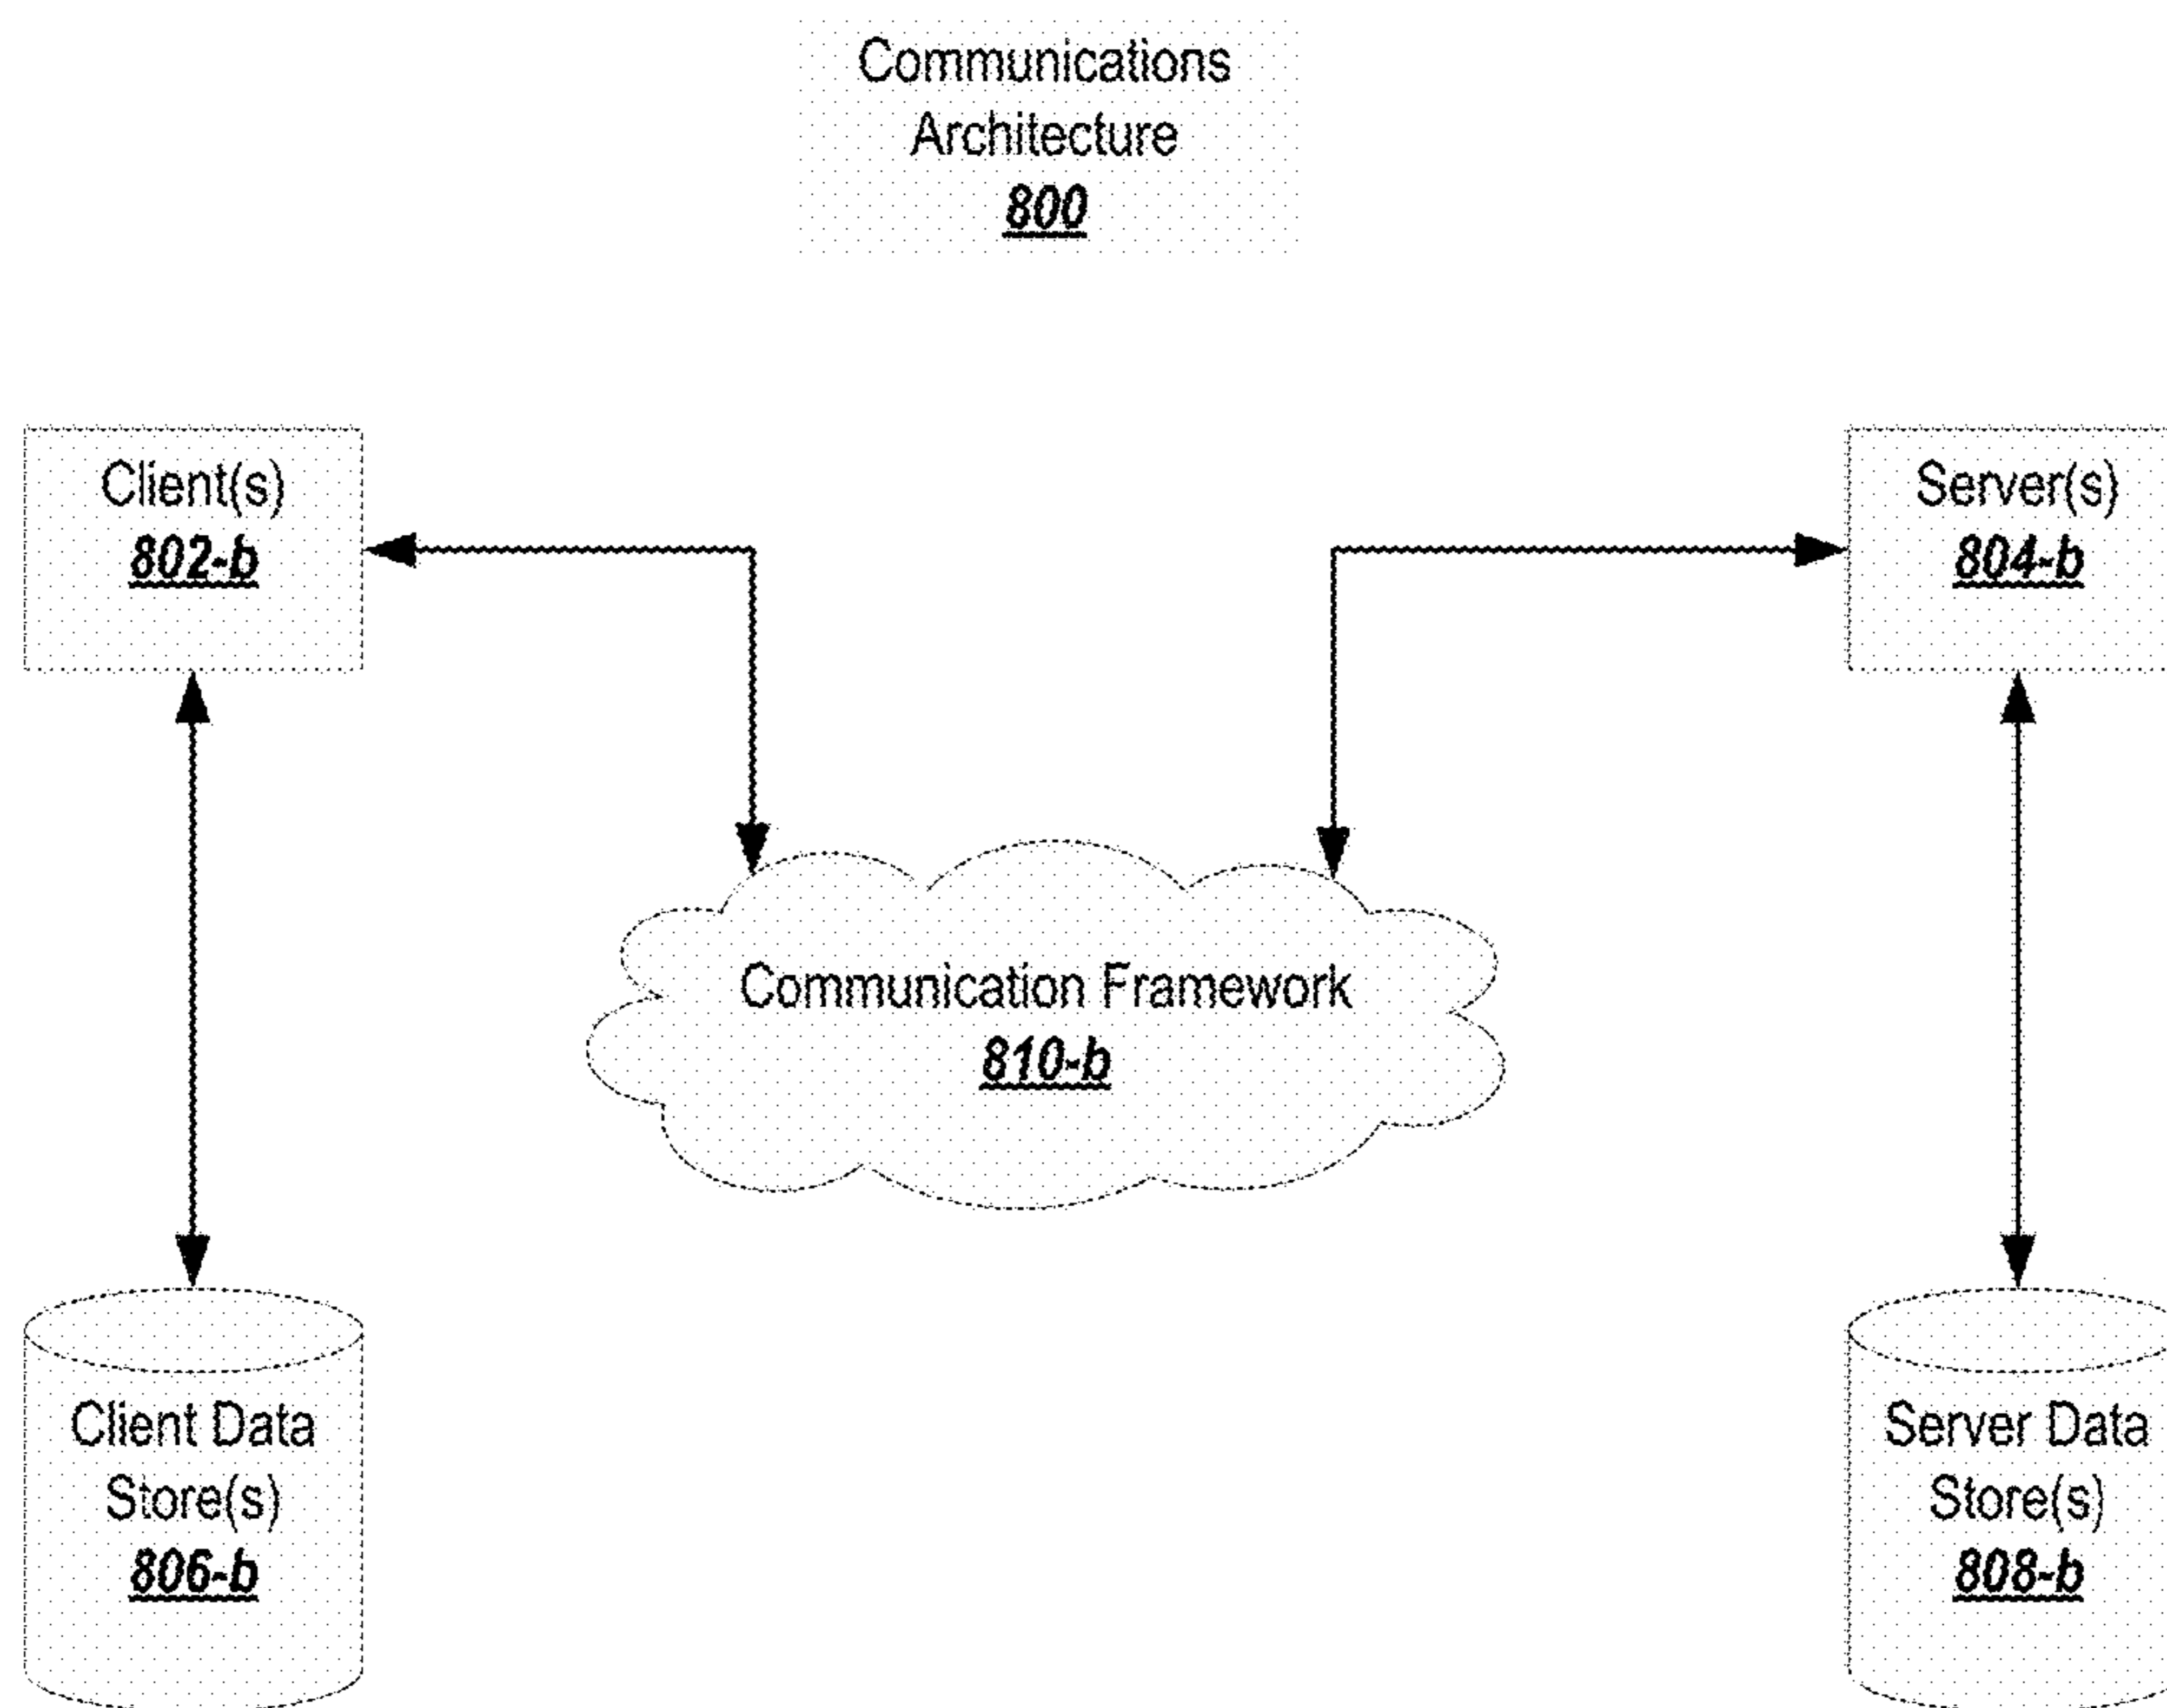 Communications
Architecture
800
Client(s)
802-b
Server(s)
804-b
Communication Framework
810-b
Client Data
Store(s)
806-b
Server Data
Store(s)
808-b